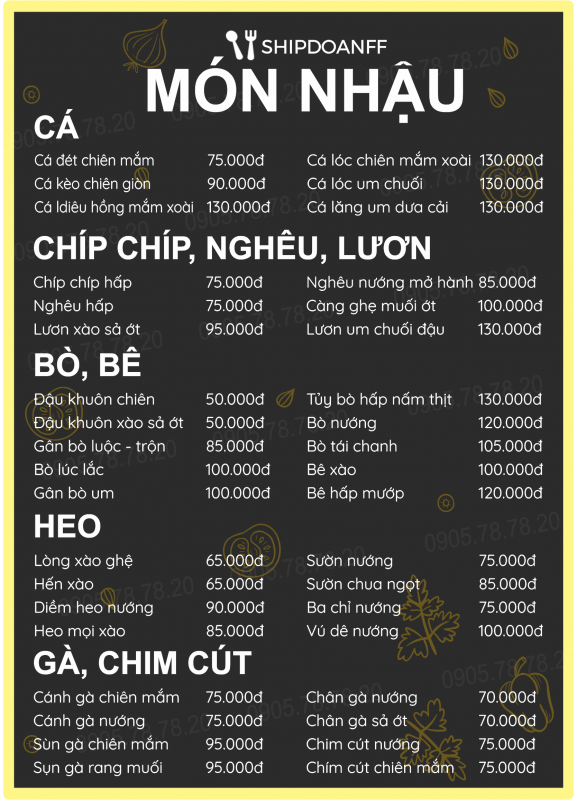 SHIPDOANFF
MÓN NHẬU
CÁ
Cá đét chiên mắm 75.000đ
Cá kèo chiên giòn 90.000đ
Cá ldiêu hồng mắm xoài 130.000đ
Cá lóc chiên mắm xoài 130.000đ
Cá lóc um chuối 130.000đ
Cá lăng um dưa cải 130.000đ
CHÍP CHÍP, NGHÊU, LƯƠN
Chíp chíp hấp 75.000đ
Nghêu hấp 75.000đ
Lươn xào sả ớt 95.000đ
Nghêu nướng mở hành 85.000đ
Càng ghẹ muối ớt 100.000đ
Lươn um chuối đậu 130.000đ
BÒ, BÊ
Đậu khuôn chiên 50.000đ
Đậu khuôn xào sả ớt 50.000đ
Gân bò luộc - trộn 85.000đ
Bò lúc lắc 100.000đ
Gân bò um 100.000đ
Tủy bò hấp nấm thịt 130.000đ
Bò nướng 120.000đ
Bò tái chanh 105.000đ
Bê xào 100.000đ
Bê hấp mướp 120.000đ
HEO
Lòng xào ghệ 65.000đ
Hến xào 65.000đ
Diềm heo nướng 90.000đ
Heo mọi xào 85.000đ
Sườn nướng 75.000đ
Sườn chua ngọt 85.000đ
Ba chỉ nướng 75.000đ
Vú dê nướng 100.000đ
GÀ, CHIM CÚT
Cánh gà chiên mắm 75.000đ
Cánh gà nướng 75.000đ
Sùn gà chiên mắm 95.000đ
Sụn gà rang muối 95.000đ
Chân gà nướng 70.000đ
Chân gà sả ớt 70.000đ
Chim cút nướng 75.000đ
Chím cút chiên mắm 75.000đ
0905.78.78.20